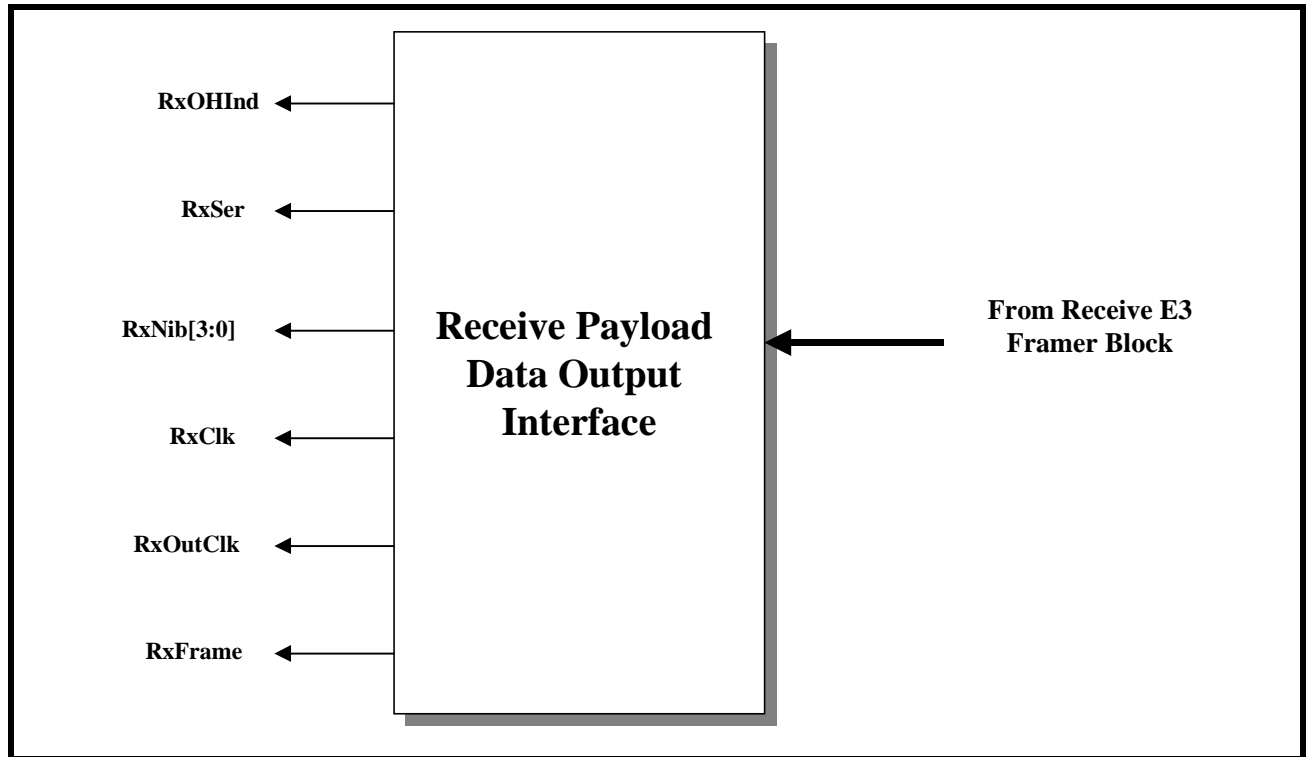 RxOHInd
RxSer
RxNib[3:0]
RxClk
RxOutClk
RxFrame
Receive Payload
Data Output
Interface
From Receive E3
Framer Block